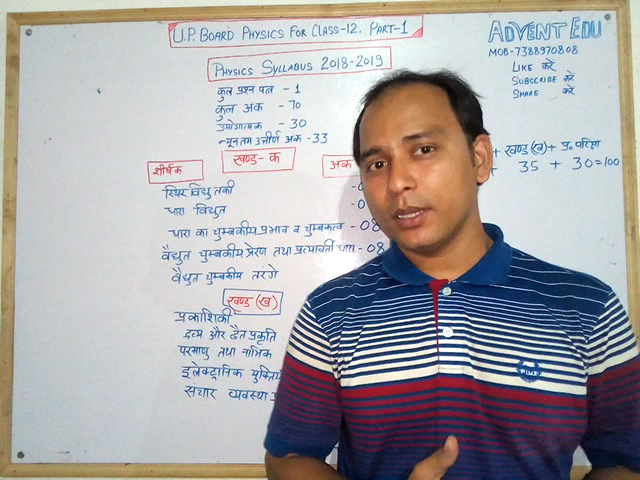 U.P. BOARD PHYSICS FOR CLASS-12. PART-1
ADVENT EDU
MOB-7388970808
LIKE करे
SUBSCRIBE करे
SHARE करे
PHYSICS SYLLABUS 2018-2019
कुल प्रश्न पत्र - 1
कुल अंक - 70
प्रयोगात्मक - 30
न्यूनतम उत्तीर्ण अंक - 33
+ खण्ड (ख) + प्र० परिक्षा
+ 35 + 30 = 100
शीर्षक खण्ड - क अंक
स्थिर विधुतकी - 0
धारा विधुत - 0
धारा का चुम्बकीय प्रभाव व चुम्बकत्व - 08
वैधुत चुम्बकीय प्रेरण तथा प्रत्यावर्ती धारा - 08
वैधुत चुम्बकीय तरंगे
खण्ड (ख)
प्रकाशिकी
द्रव्य और द्वैत प्रकृति
परमाणु तथा नाभिक
इलेक्ट्रानिक युक्तिय
संचार व्यवस्था